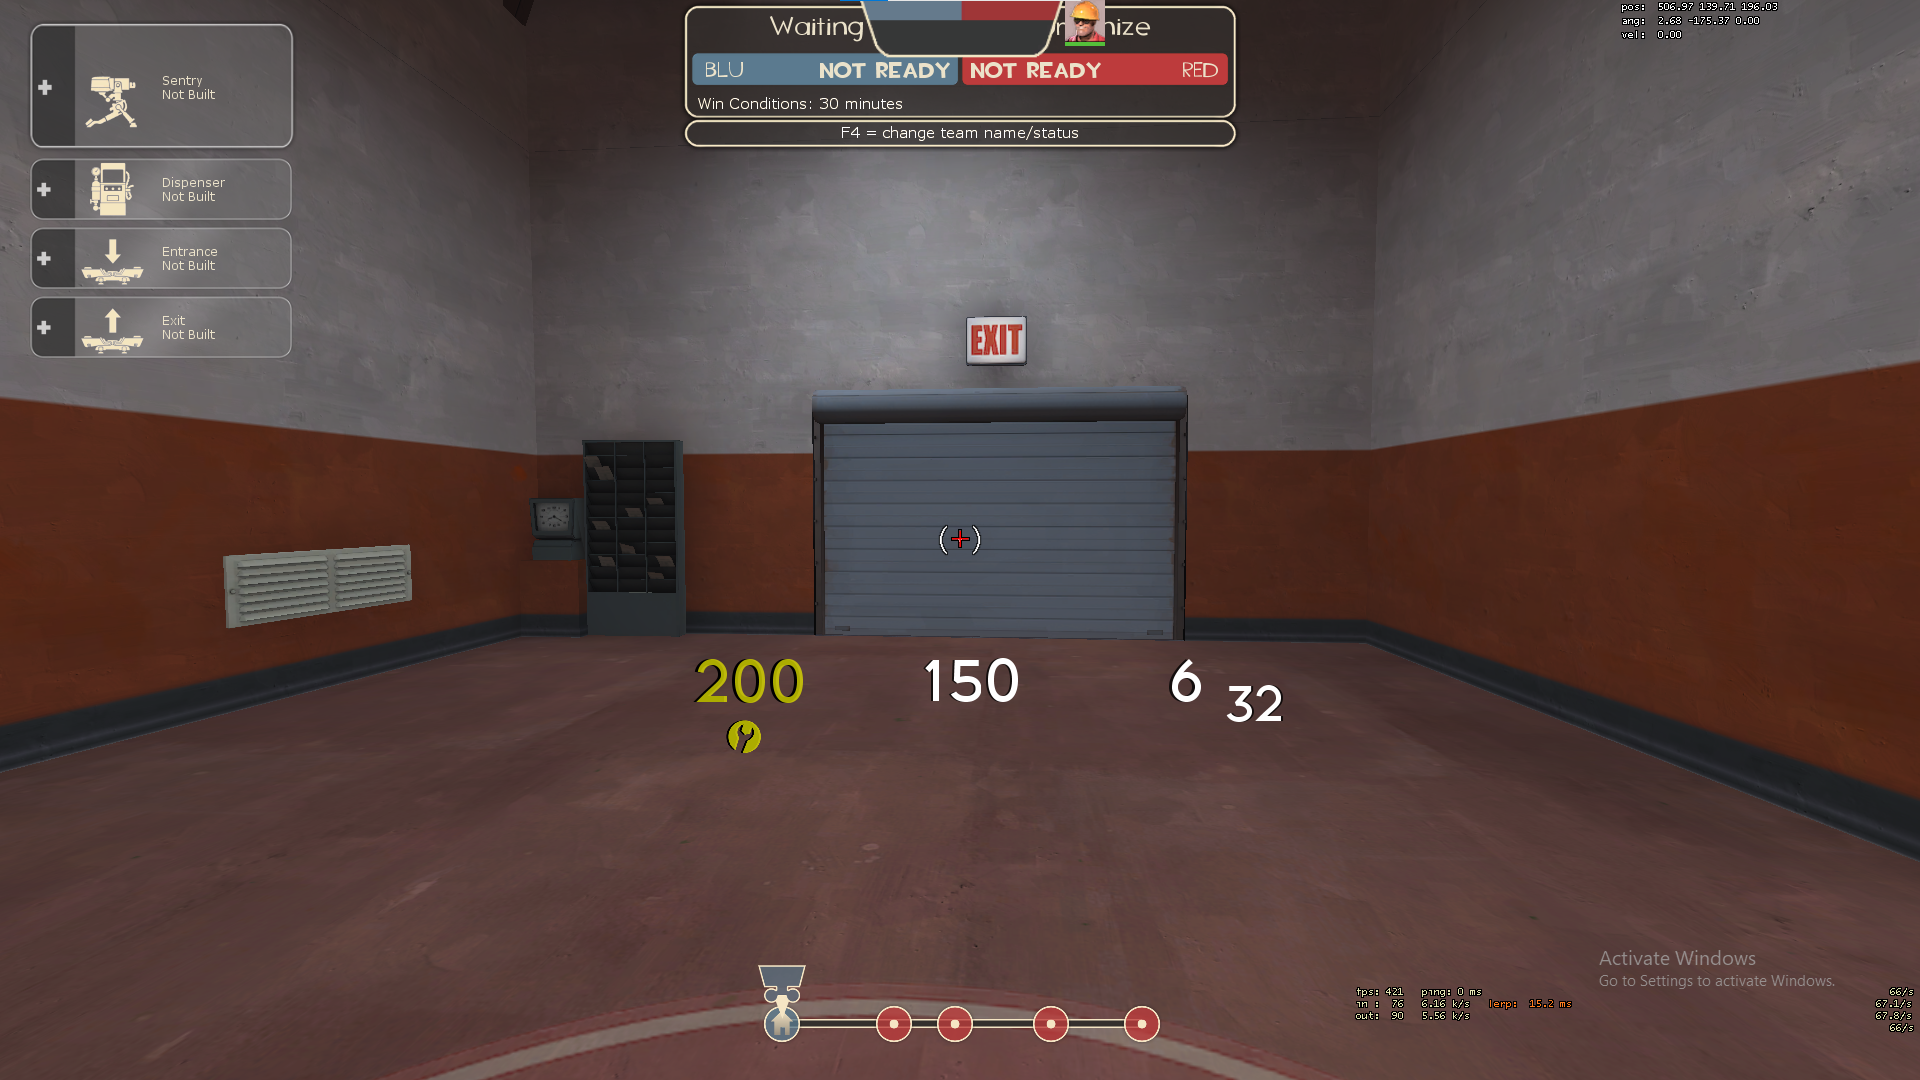 Sentry
Not Built
Dispenser
Not Built
Entrance
Not Built
Exit
Not Built
Waiting
BLU NOT READY NOT READY RED
Win Conditions: 30 minutes
F4 = change team name/status
pos: 506.97 139.71 196.03
ang: 2.68 -175.37 0.00
vel: 0.00
EXIT
200 150 6 32
Activate Windows
Go to Settings to activate Windows.
fps: 421 ping: 0 ms
in : 76 6.16 k/s lerp: 15.2 ms
out: 90 5.56 k/s
66/s
67.1/s
67.8/s
66/s